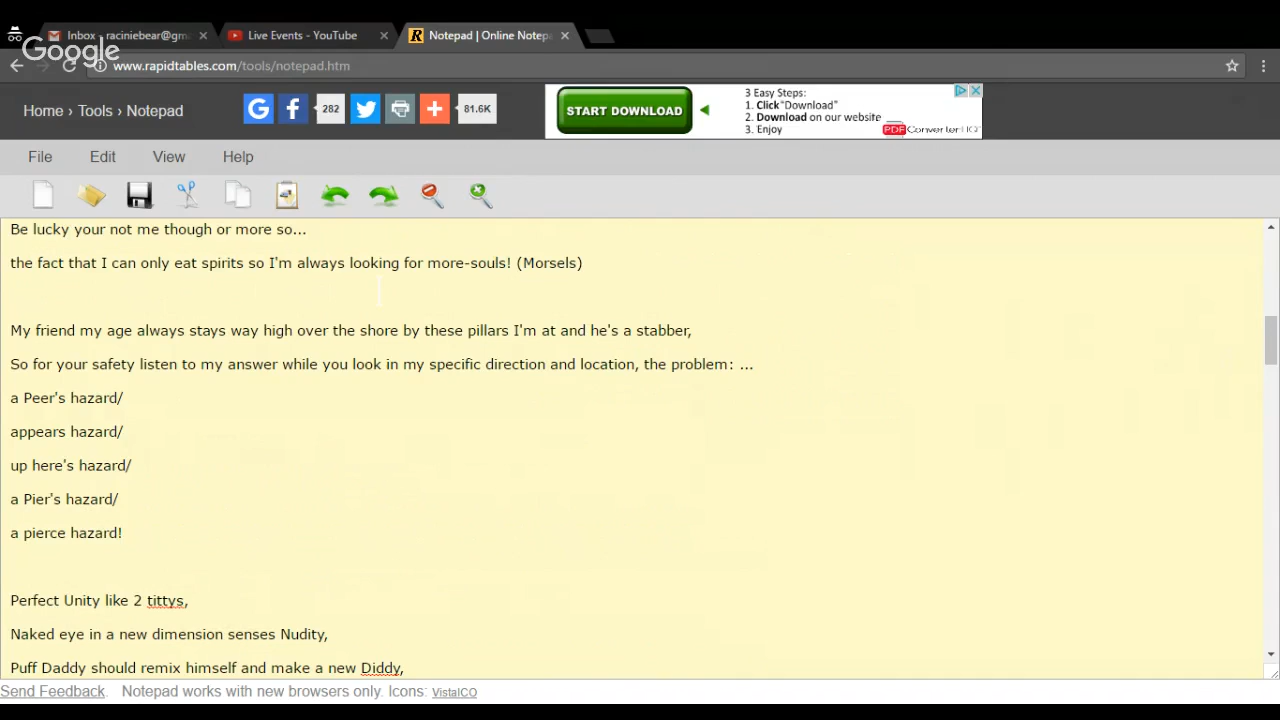 Inbox - raciniebear@gm
Live Events - YouTube
Notepad | Online Notepa
Google
www.rapidtables.com/tools/notepad.htm
Home › Tools › Notepad
282
81.6K
START DOWNLOAD
3 Easy Steps:
1. Click "Download"
2. Download on our website
3. Enjoy
PDF ConverterHQ
File Edit View Help
Be lucky your not me though or more so...
the fact that I can only eat spirits so I'm always looking for more-souls! (Morsels)
My friend my age always stays way high over the shore by these pillars I'm at and he's a stabber,
So for your safety listen to my answer while you look in my specific direction and location, the problem: ...
a Peer's hazard/
appears hazard/
up here's hazard/
a Pier's hazard/
a pierce hazard!
Perfect Unity like 2 tittys,
Naked eye in a new dimension senses Nudity,
Puff Daddy should remix himself and make a new Diddy,
Send Feedback. Notepad works with new browsers only. Icons: VistaICO